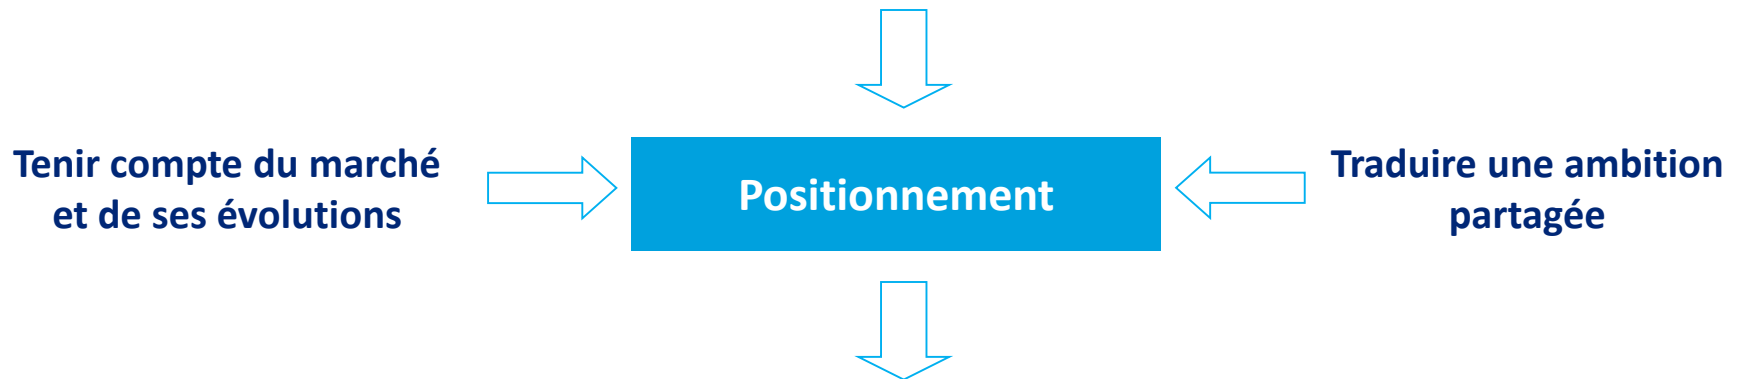 Tenir compte du marché
et de ses évolutions
Positionnement
Traduire une ambition
partagée